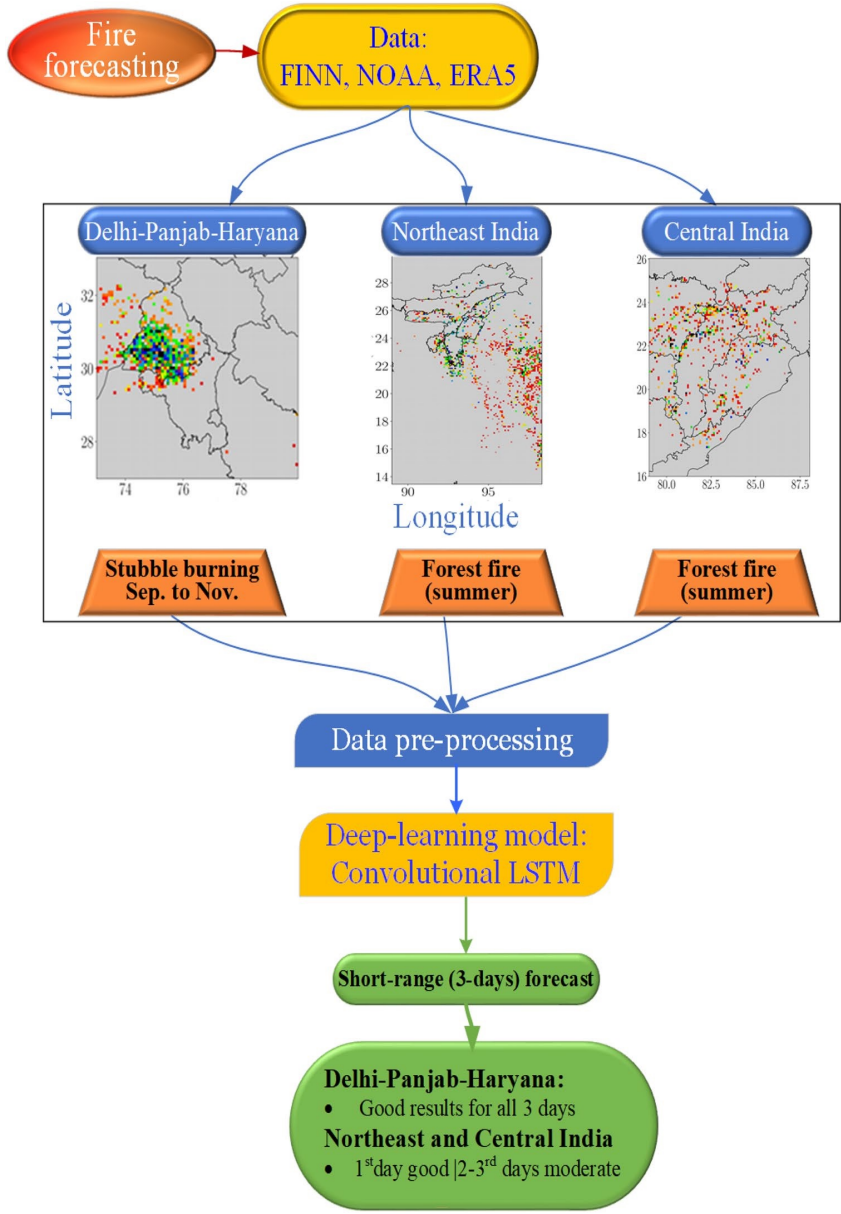 Fire
forecasting
Data:
FINN, NOAA, ERA5
Delhi-Panjab-Haryana
Northeast India
Central India
Latitude
32
30
28
74
76
78
28
26
24
22
20
18
16
14
90
95
26
24
22
20
18
16
80.0
82.5
85.0
87.5
Longitude
Stubble burning
Sep. to Nov.
Forest fire
(summer)
Forest fire
(summer)
Data pre-processing
Deep-learning model:
Convolutional LSTM
Short-range (3-days) forecast
Delhi-Panjab-Haryana:
• Good results for all 3 days
Northeast and Central India
• 1st day good |2-3rd days moderate